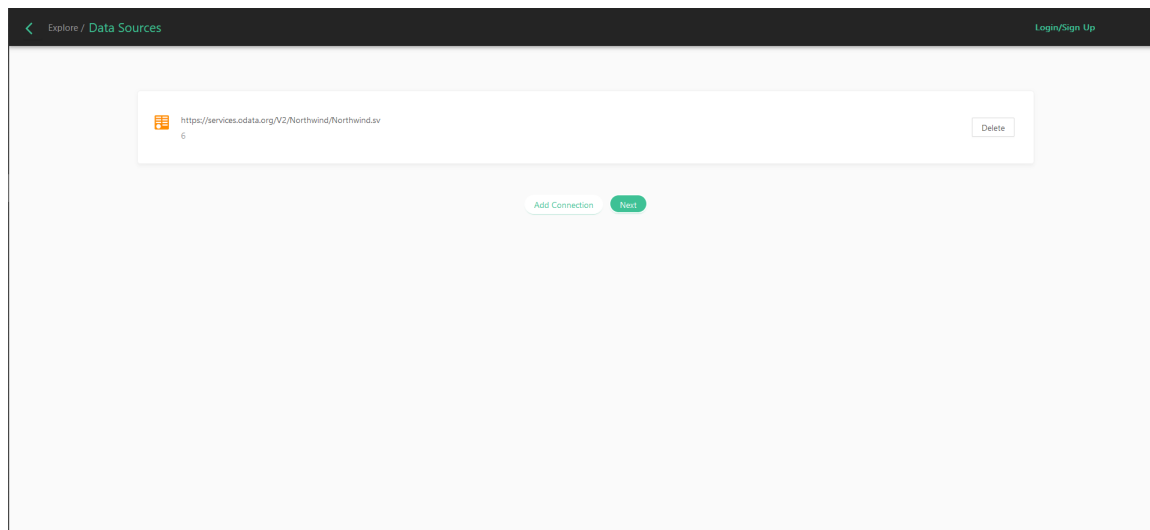 Explore / Data Sources
Login/Sign Up
https://services.odata.org/V2/Northwind/Northwind.sv
6
Delete
Add Connection
Next